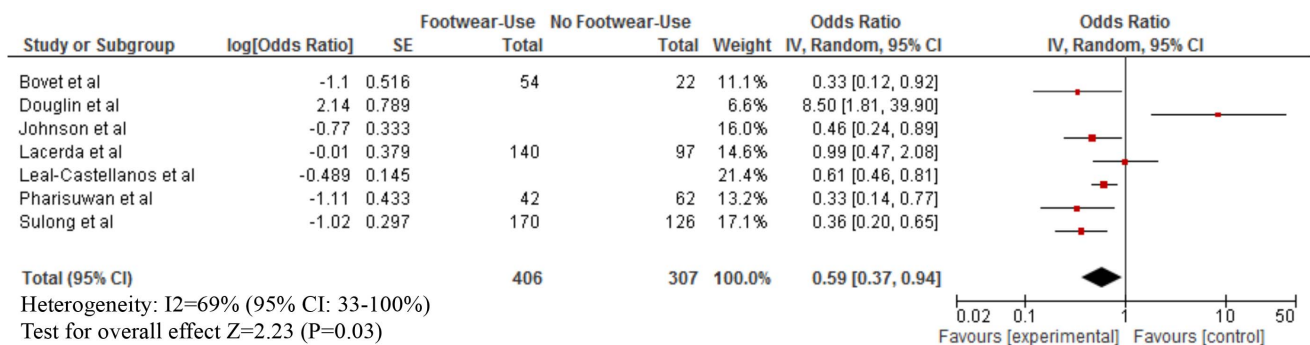 Footwear-Use No Footwear-Use Odds Ratio Odds Ratio
Study or Subgroup log[Odds Ratio] SE Total Total Weight IV, Random, 95% CI IV, Random, 95% CI
Bovet et al -1.1 0.516 54 22 11.1% 0.33 [0.12, 0.92]
Douglin et al 2.14 0.789 6.6% 8.50 [1.81, 39.90]
Johnson et al -0.77 0.333 16.0% 0.46 [0.24, 0.89]
Lacerda et al -0.01 0.379 140 97 14.6% 0.99 [0.47, 2.08]
Leal-Castellanos et al -0.489 0.145 21.4% 0.61 [0.46, 0.81]
Pharisuwan et al -1.11 0.433 42 62 13.2% 0.33 [0.14, 0.77]
Sulong et al -1.02 0.297 170 126 17.1% 0.36 [0.20, 0.65]
Total (95% CI) 406 307 100.0% 0.59 [0.37, 0.94]
Heterogeneity: I2=69% (95% CI: 33-100%)
0.02 0.1 1 10 50
Test for overall effect Z=2.23 (P=0.03)
Favours [experimental] Favours [control]